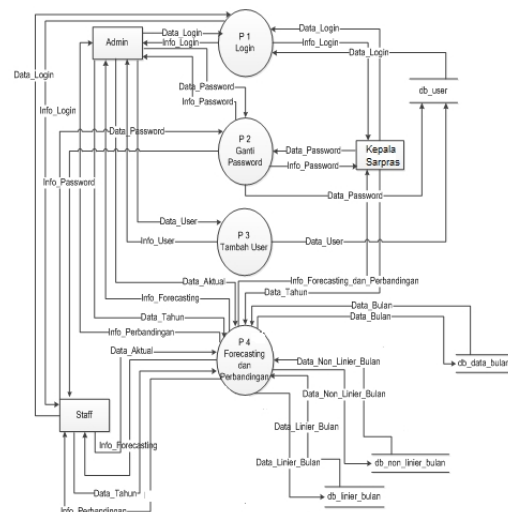 P 1
Login
Admin
Data_Login
Info_Login
Data_Login
Info_Login
Data_Login
Info_Login
Data_Password
Info_Password
db_user
Data_Password
P 2
Ganti
Password
Data_Password
Info_Password
Kepala
Sarpras
Info_Password
Data_Password
Data_User
Info_User
P 3
Tambah User
Data_User
Data_Aktual
Info_Forecasting_dan_Perbandingan
Data_Tahun
Info_Forecasting
Data_Bulan
Data_Bulan
Data_Tahun
Info_Perbandingan
P 4
Forecasting
dan
Perbandingan
Data_Aktual
Data_Non_Linier_Bulan
db_data_bulan
Data_Non_Linier_Bulan
Staff
Data_Linier_Bulan
Info_Forecasting
Data_Linier_Bulan
db_non_linier_bulan
Data_Tahun
db_linier_bulan
Info_Perbandingan